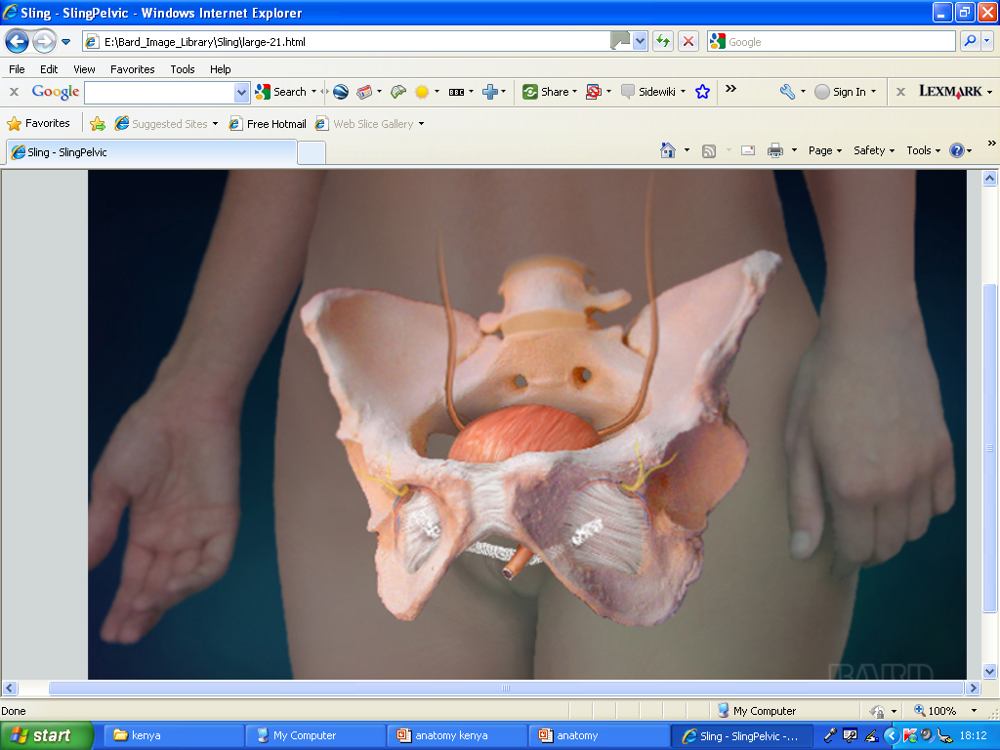 Sling - SlingPelvic - Windows Internet Explorer
E:\Bard_Image_Library\Sling\large-21.html
Google
File Edit View Favorites Tools Help
x Google Search Share Sidewiki » Sign In x LEXMARK
Favorites Suggested Sites Free Hotmail Web Slice Gallery
Sling - SlingPelvic Page Safety Tools »
BARD
Done My Computer 100%
start kenya My Computer anatomy kenya anatomy Sling - SlingPelvic -... 18:12